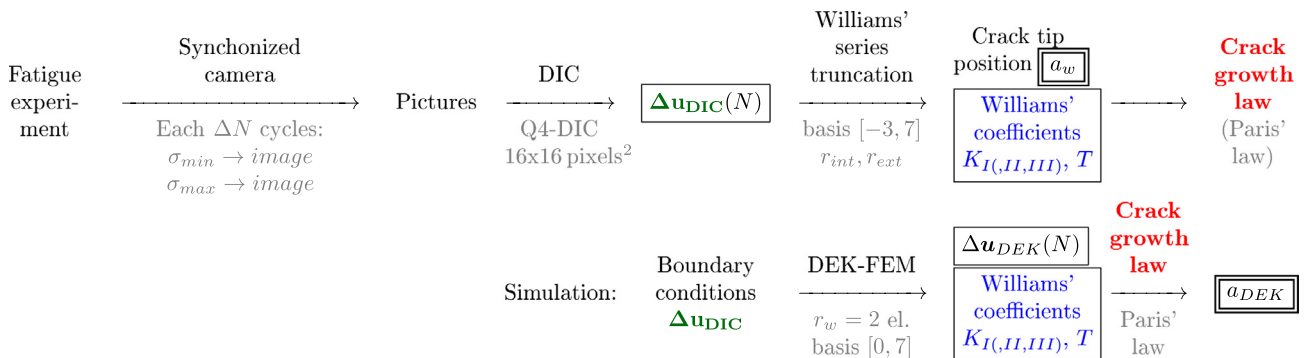 Fatigue
experi-
ment
Synchonized
camera
Each ΔN cycles:
σ_min → image
σ_max → image
Pictures
DIC
Q4-DIC
16x16 pixels²
Δu_DIC(N)
Williams'
series
truncation
basis [−3, 7]
r_int, r_ext
Crack tip
position a_w
Williams'
coefficients
K_I(,II,III), T
Crack
growth
law
(Paris'
law)
Simulation:
Boundary
conditions
Δu_DIC
DEK-FEM
r_w = 2 el.
basis [0, 7]
Δu_DEK(N)
Williams'
coefficients
K_I(,II,III), T
Crack
growth
law
Paris'
law
a_DEK